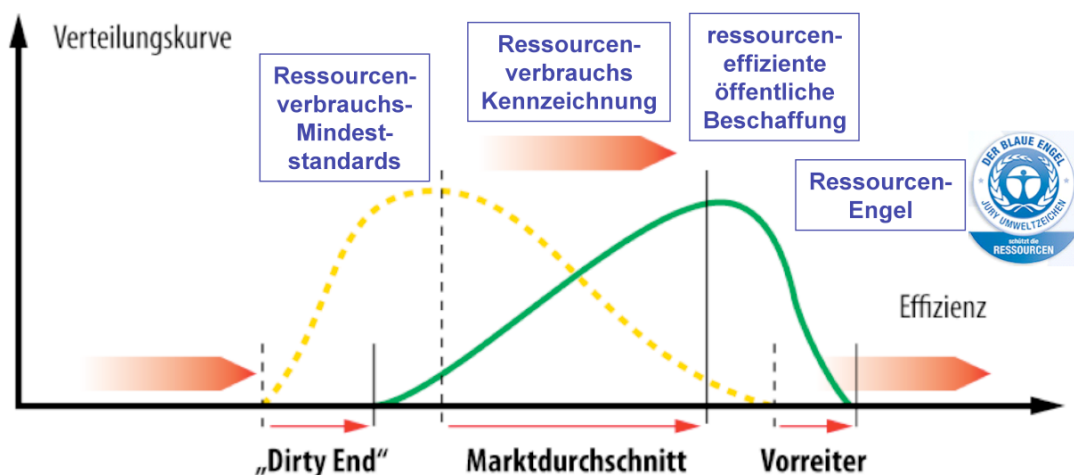 Verteilungskurve
Ressourcen-
verbrauchs-
Mindest-
standards
Ressourcen-
verbrauchs
Kennzeichnung
ressourcen-
effiziente
öffentliche
Beschaffung
Ressourcen-
Engel
DER BLAUE ENGEL
JURY UMWELTZEICHEN
schützt die
RESSOURCEN
Effizienz
„Dirty End“
Marktdurchschnitt
Vorreiter